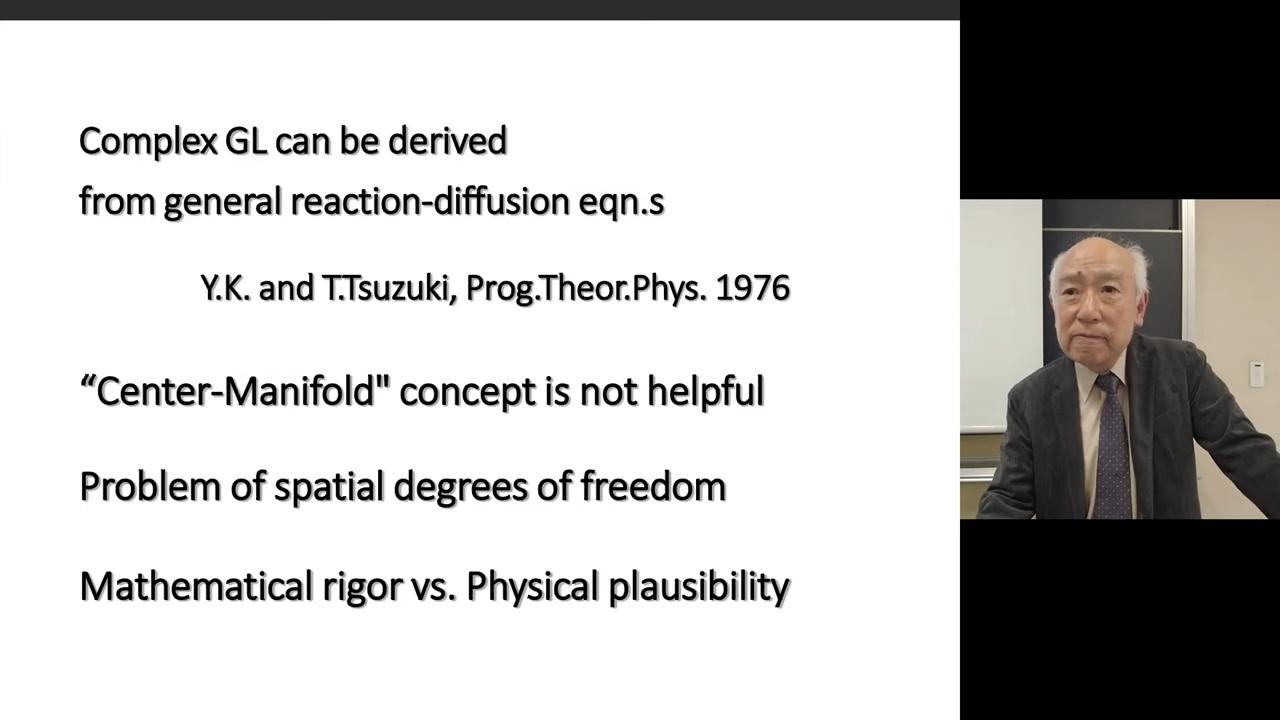 Complex GL can be derived
from general reaction-diffusion eqn.s
Y.K. and T.Tsuzuki, Prog.Theor.Phys. 1976
“Center-Manifold" concept is not helpful
Problem of spatial degrees of freedom
Mathematical rigor vs. Physical plausibility